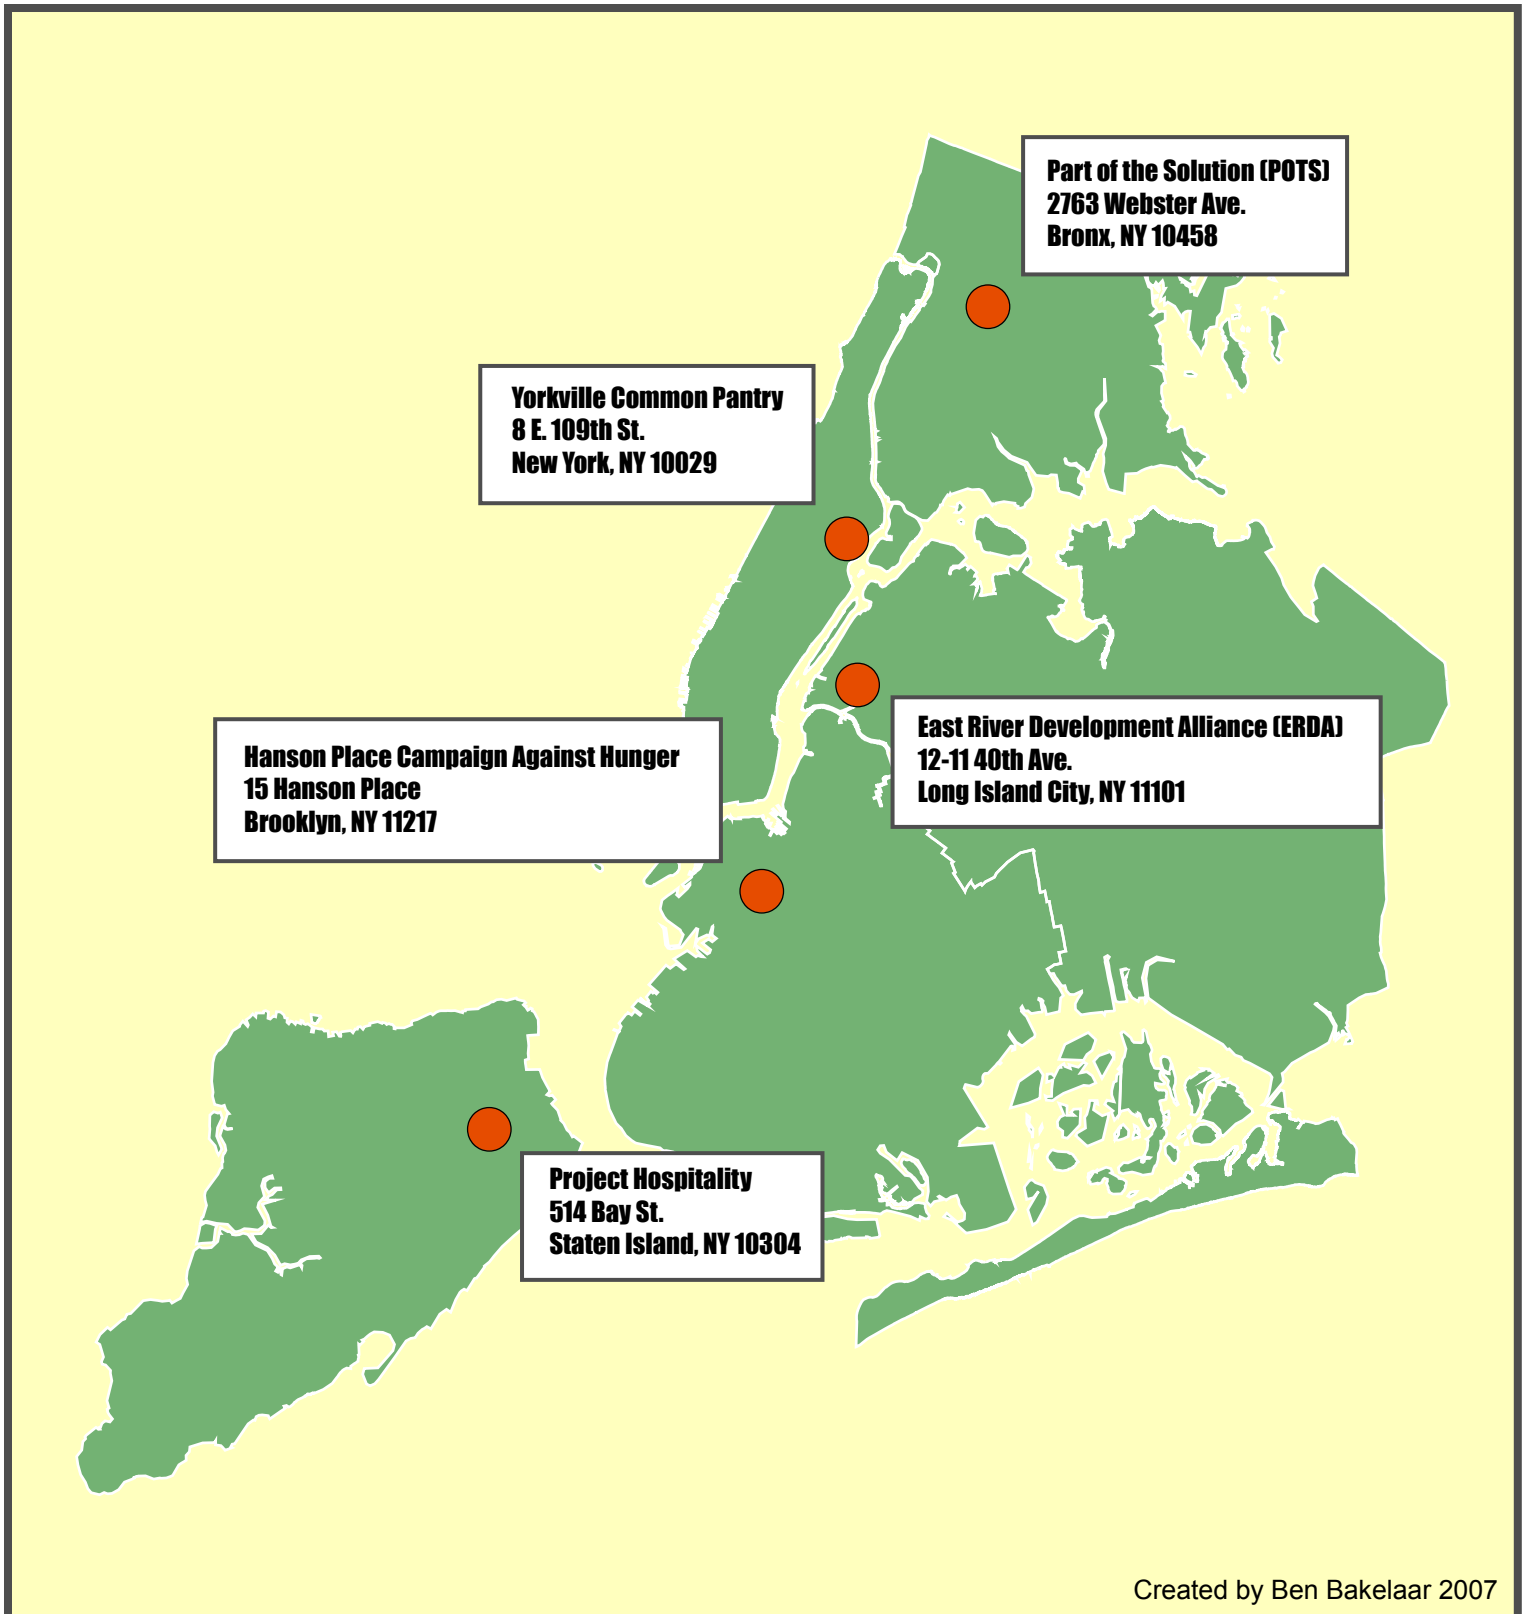 Part of the Solution (POTS)
2763 Webster Ave.
Bronx, NY 10458
Yorkville Common Pantry
8 E. 109th St.
New York, NY 10029
East River Development Alliance (ERDA)
12-11 40th Ave.
Long Island City, NY 11101
Hanson Place Campaign Against Hunger
15 Hanson Place
Brooklyn, NY 11217
Project Hospitality
514 Bay St.
Staten Island, NY 10304
Created by Ben Bakelaar 2007